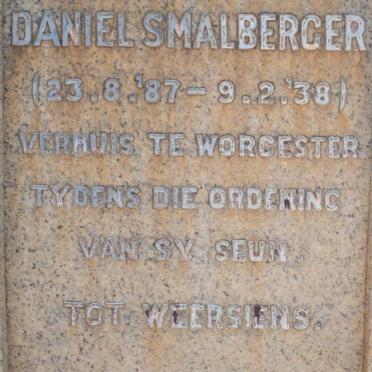 DANIEL SMALBERGER
(23.8.'87 – 9.2.'38)
VERHUIS TE WORCESTER
TYDENS DIE ORDENING
VAN SY SEUN.
TOT WEERSIENS.